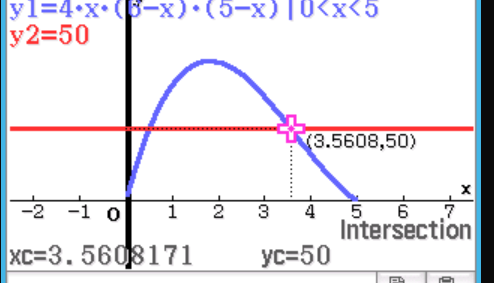 y1=4·x·(6-x)·(5-x)|0<x<5
y2=50
(3.5608,50)
x
-2 -1 0 1 2 3 4 5 6 7
Intersection
xc=3.5608171 yc=50